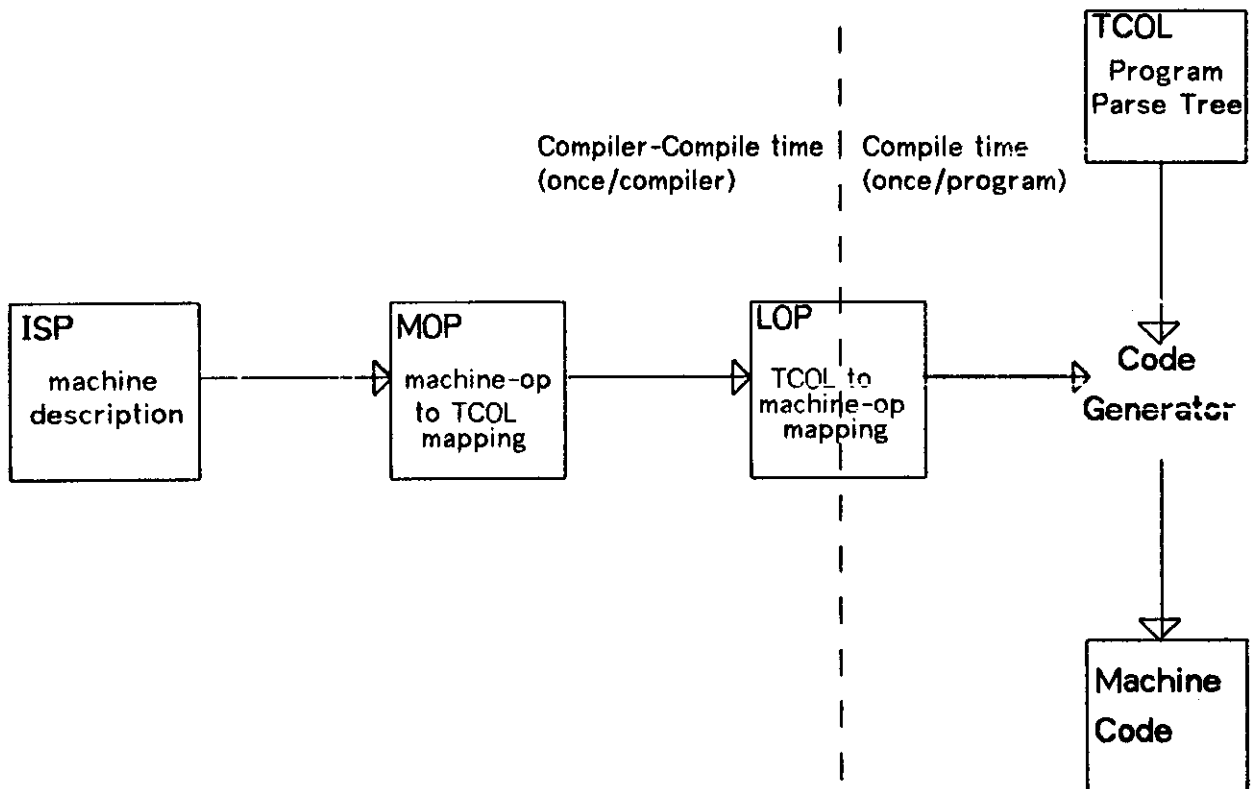 TCOL
Program
Parse Tree
Compiler-Compile time
(once/compiler)
Compile time
(once/program)
ISP
machine
description
MOP
machine-op
to TCOL
mapping
LOP
TCOL to
machine-op
mapping
Code
Generator
Machine
Code